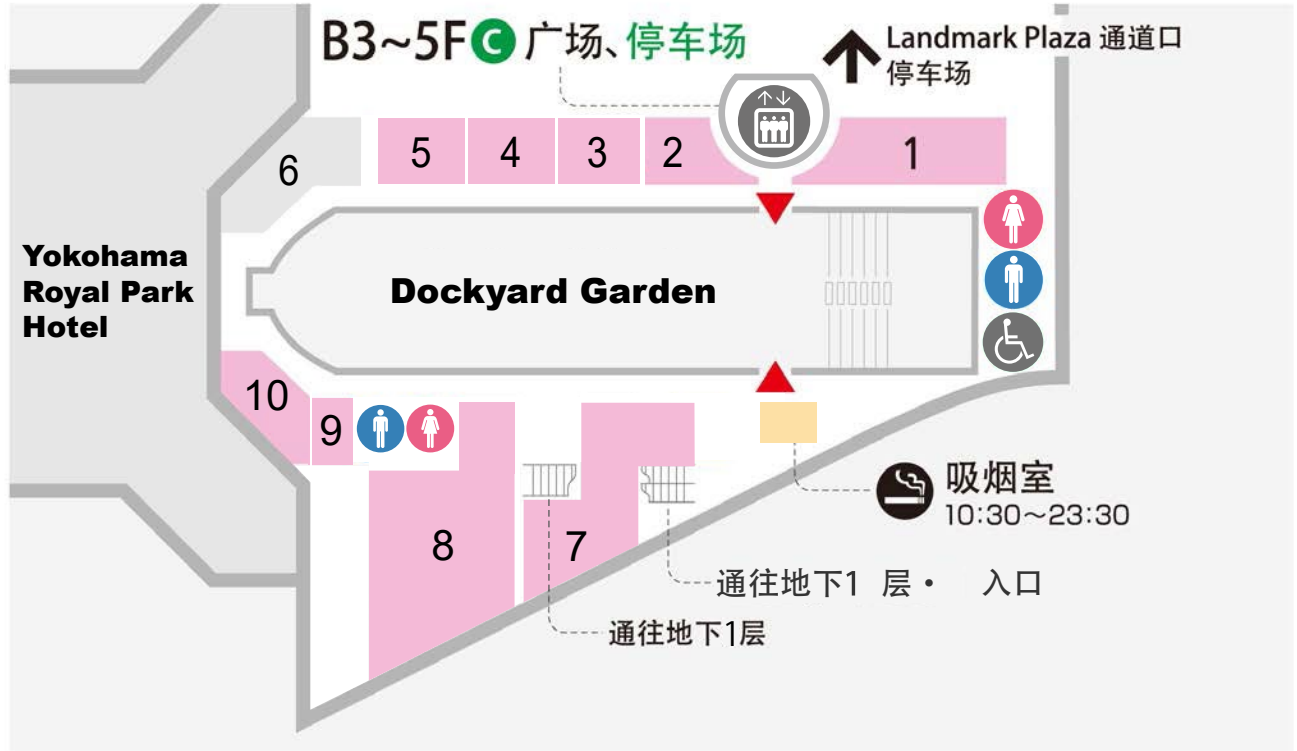 B3~5F C 广场、停车场
Landmark Plaza 通道口
停车场
5
4
3
2
1
6
Yokohama
Royal Park
Hotel
Dockyard Garden
10
9
8
7
吸烟室
10:30～23:30
通往地下1 层・ 入口
通往地下1层